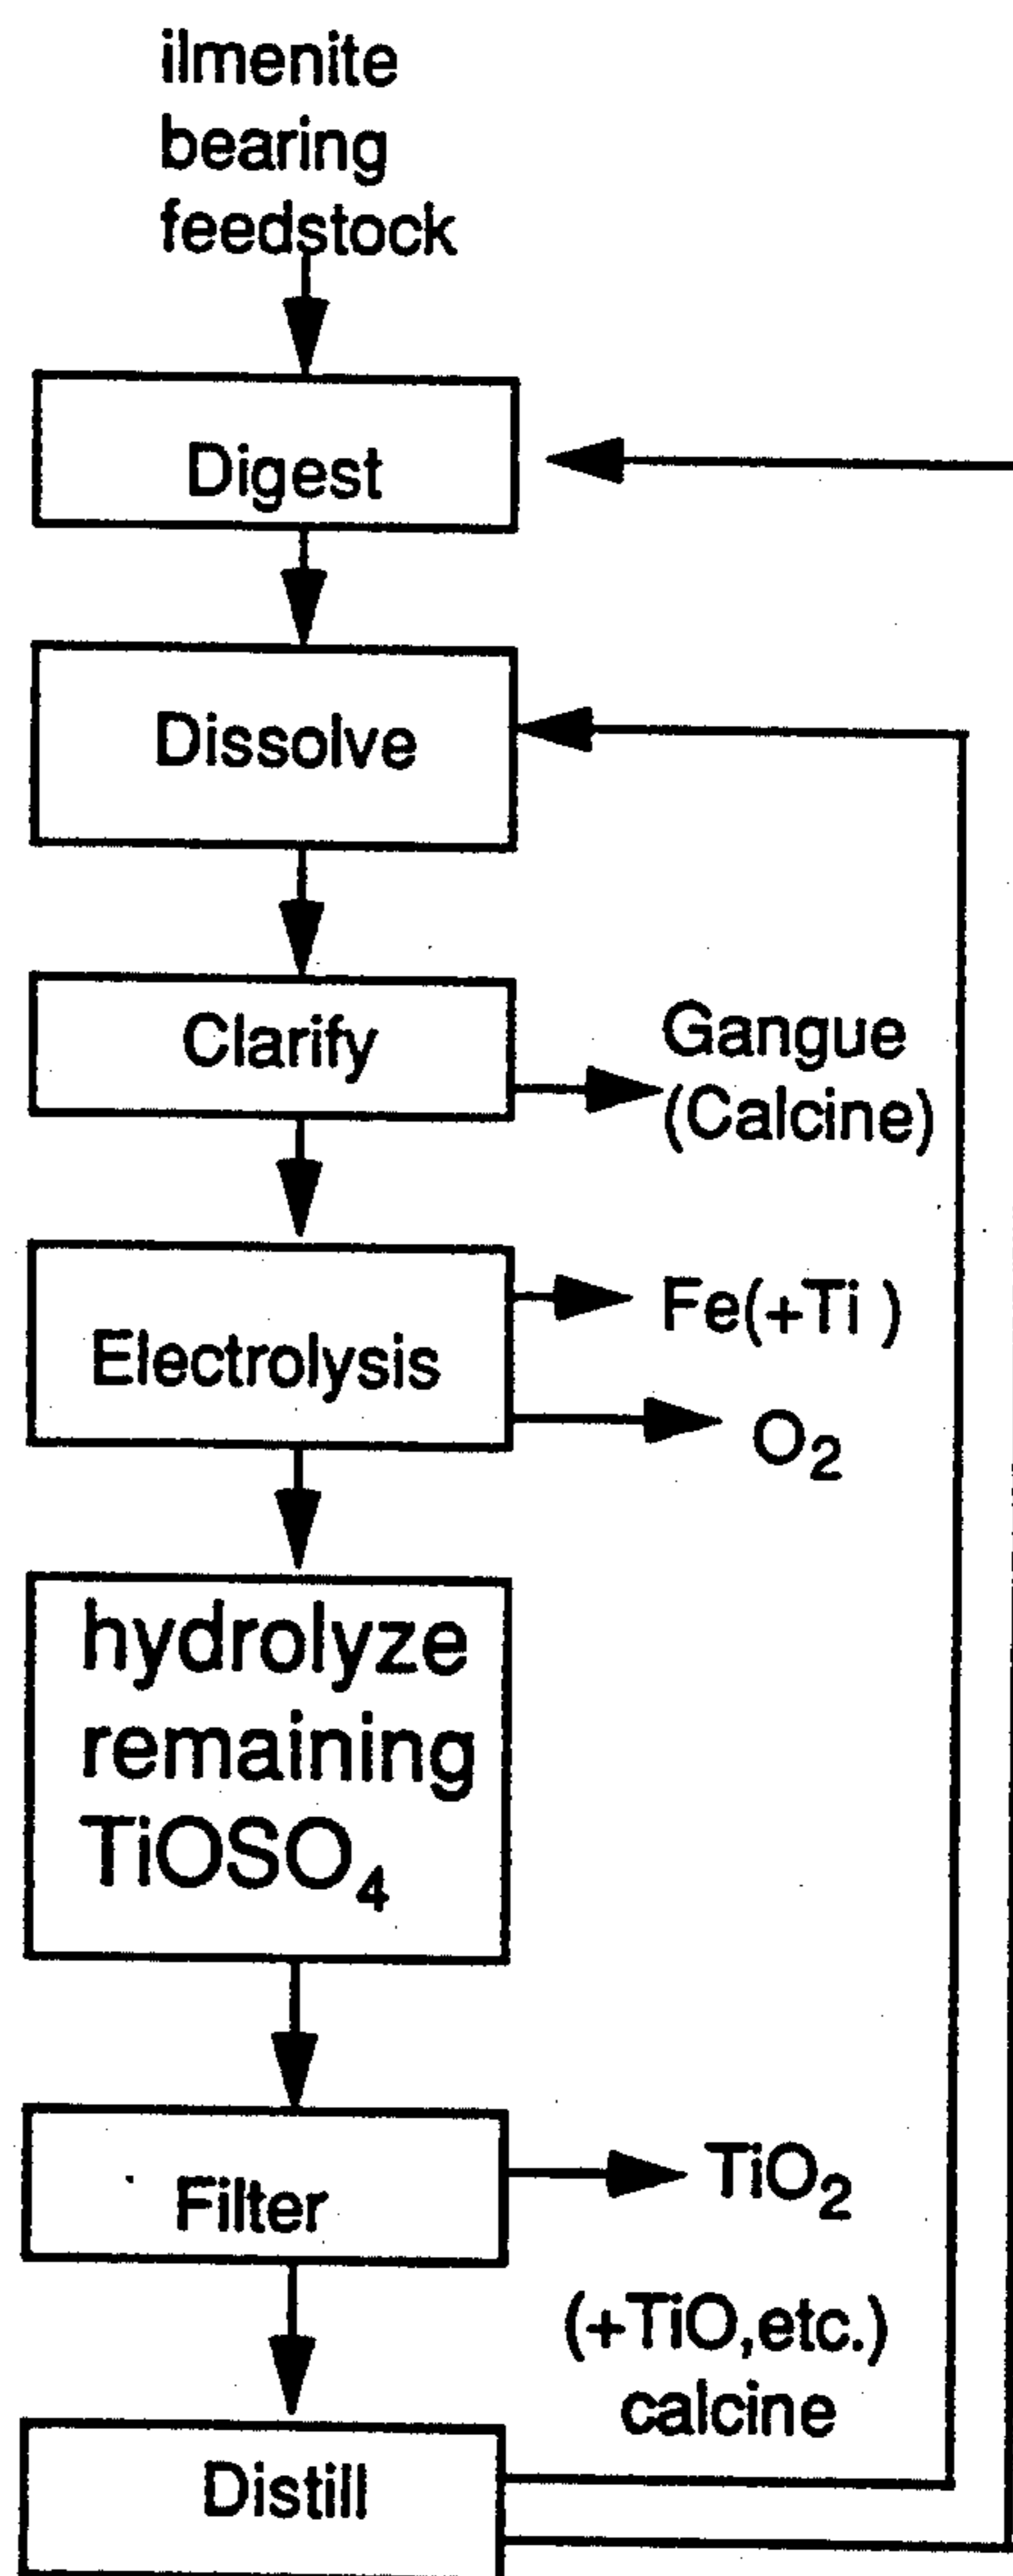 ilmenite
bearing
feedstock
Digest
Dissolve
Clarify
Gangue
(Calcine)
Electrolysis
Fe(+Ti )
O₂
hydrolyze
remaining
TiOSO₄
Filter
TiO₂
(+TiO,etc.)
calcine
Distill